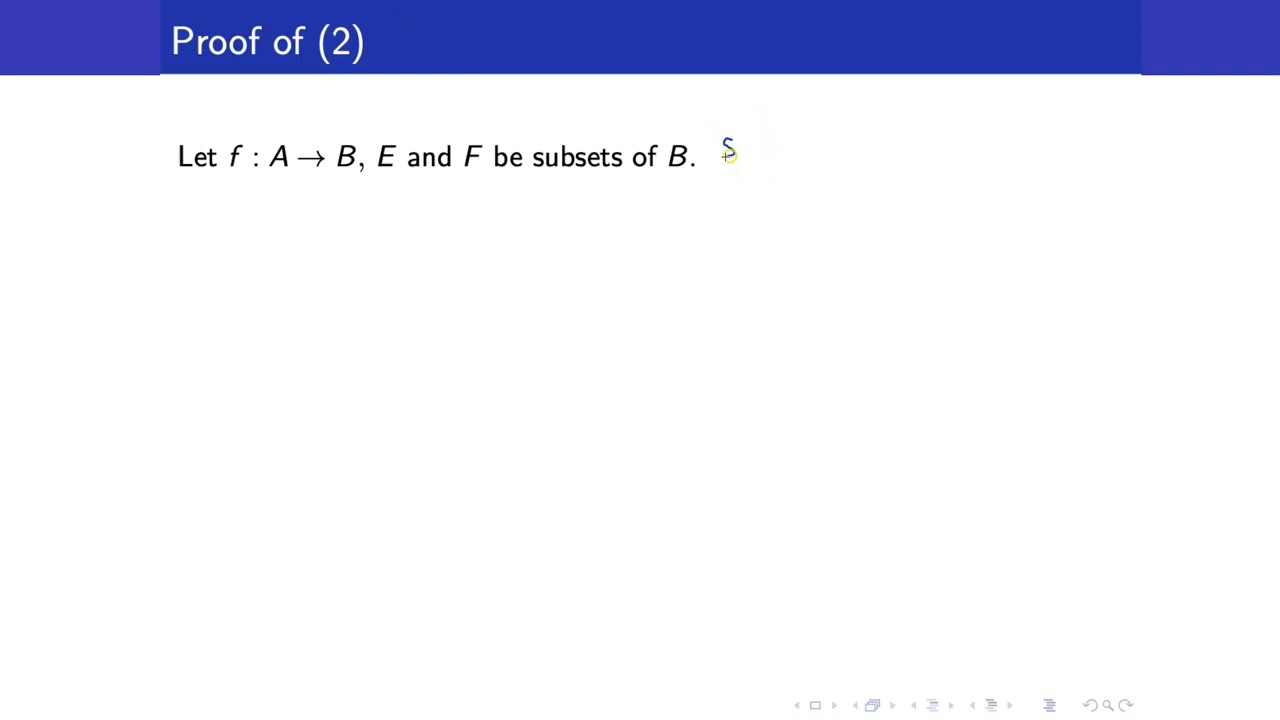 Proof of (2)
Let f : A → B, E and F be subsets of B. S